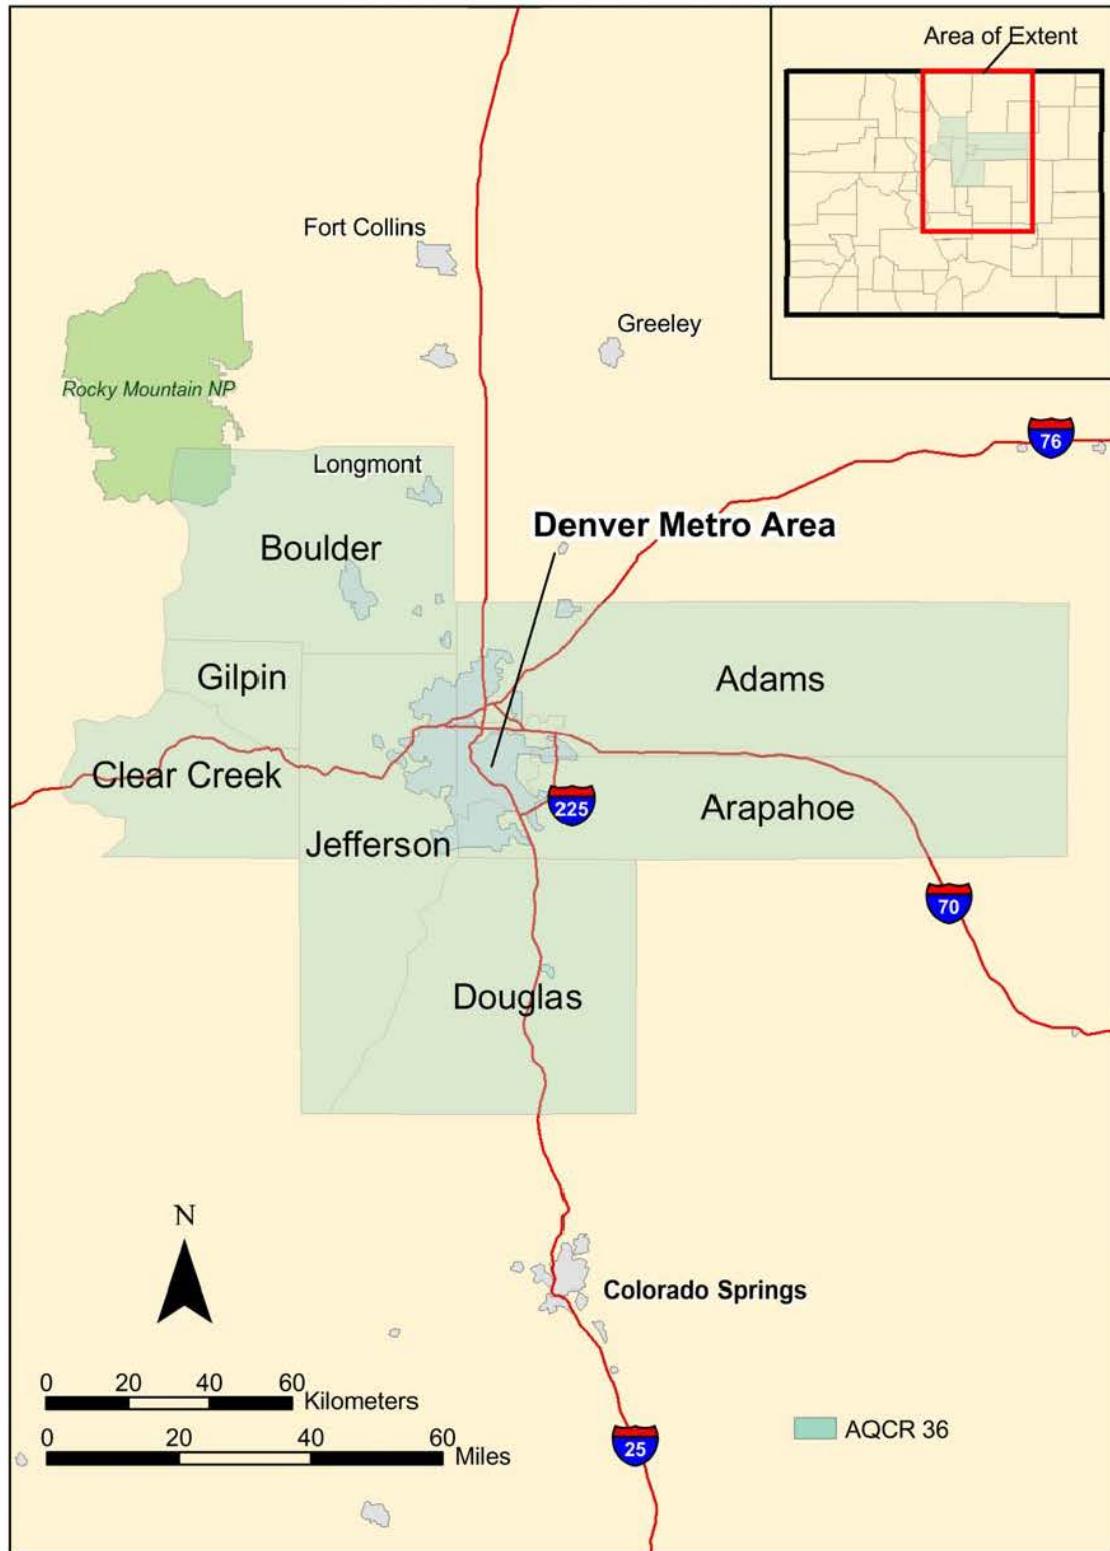 Area of Extent
Fort Collins
Greeley
Rocky Mountain NP
76
Longmont
Denver Metro Area
Boulder
Gilpin
Adams
Clear Creek
225
Arapahoe
Jefferson
70
Douglas
N
Colorado Springs
0 20 40 60
Kilometers
0 20 40 60
Miles
AQCR 36
25